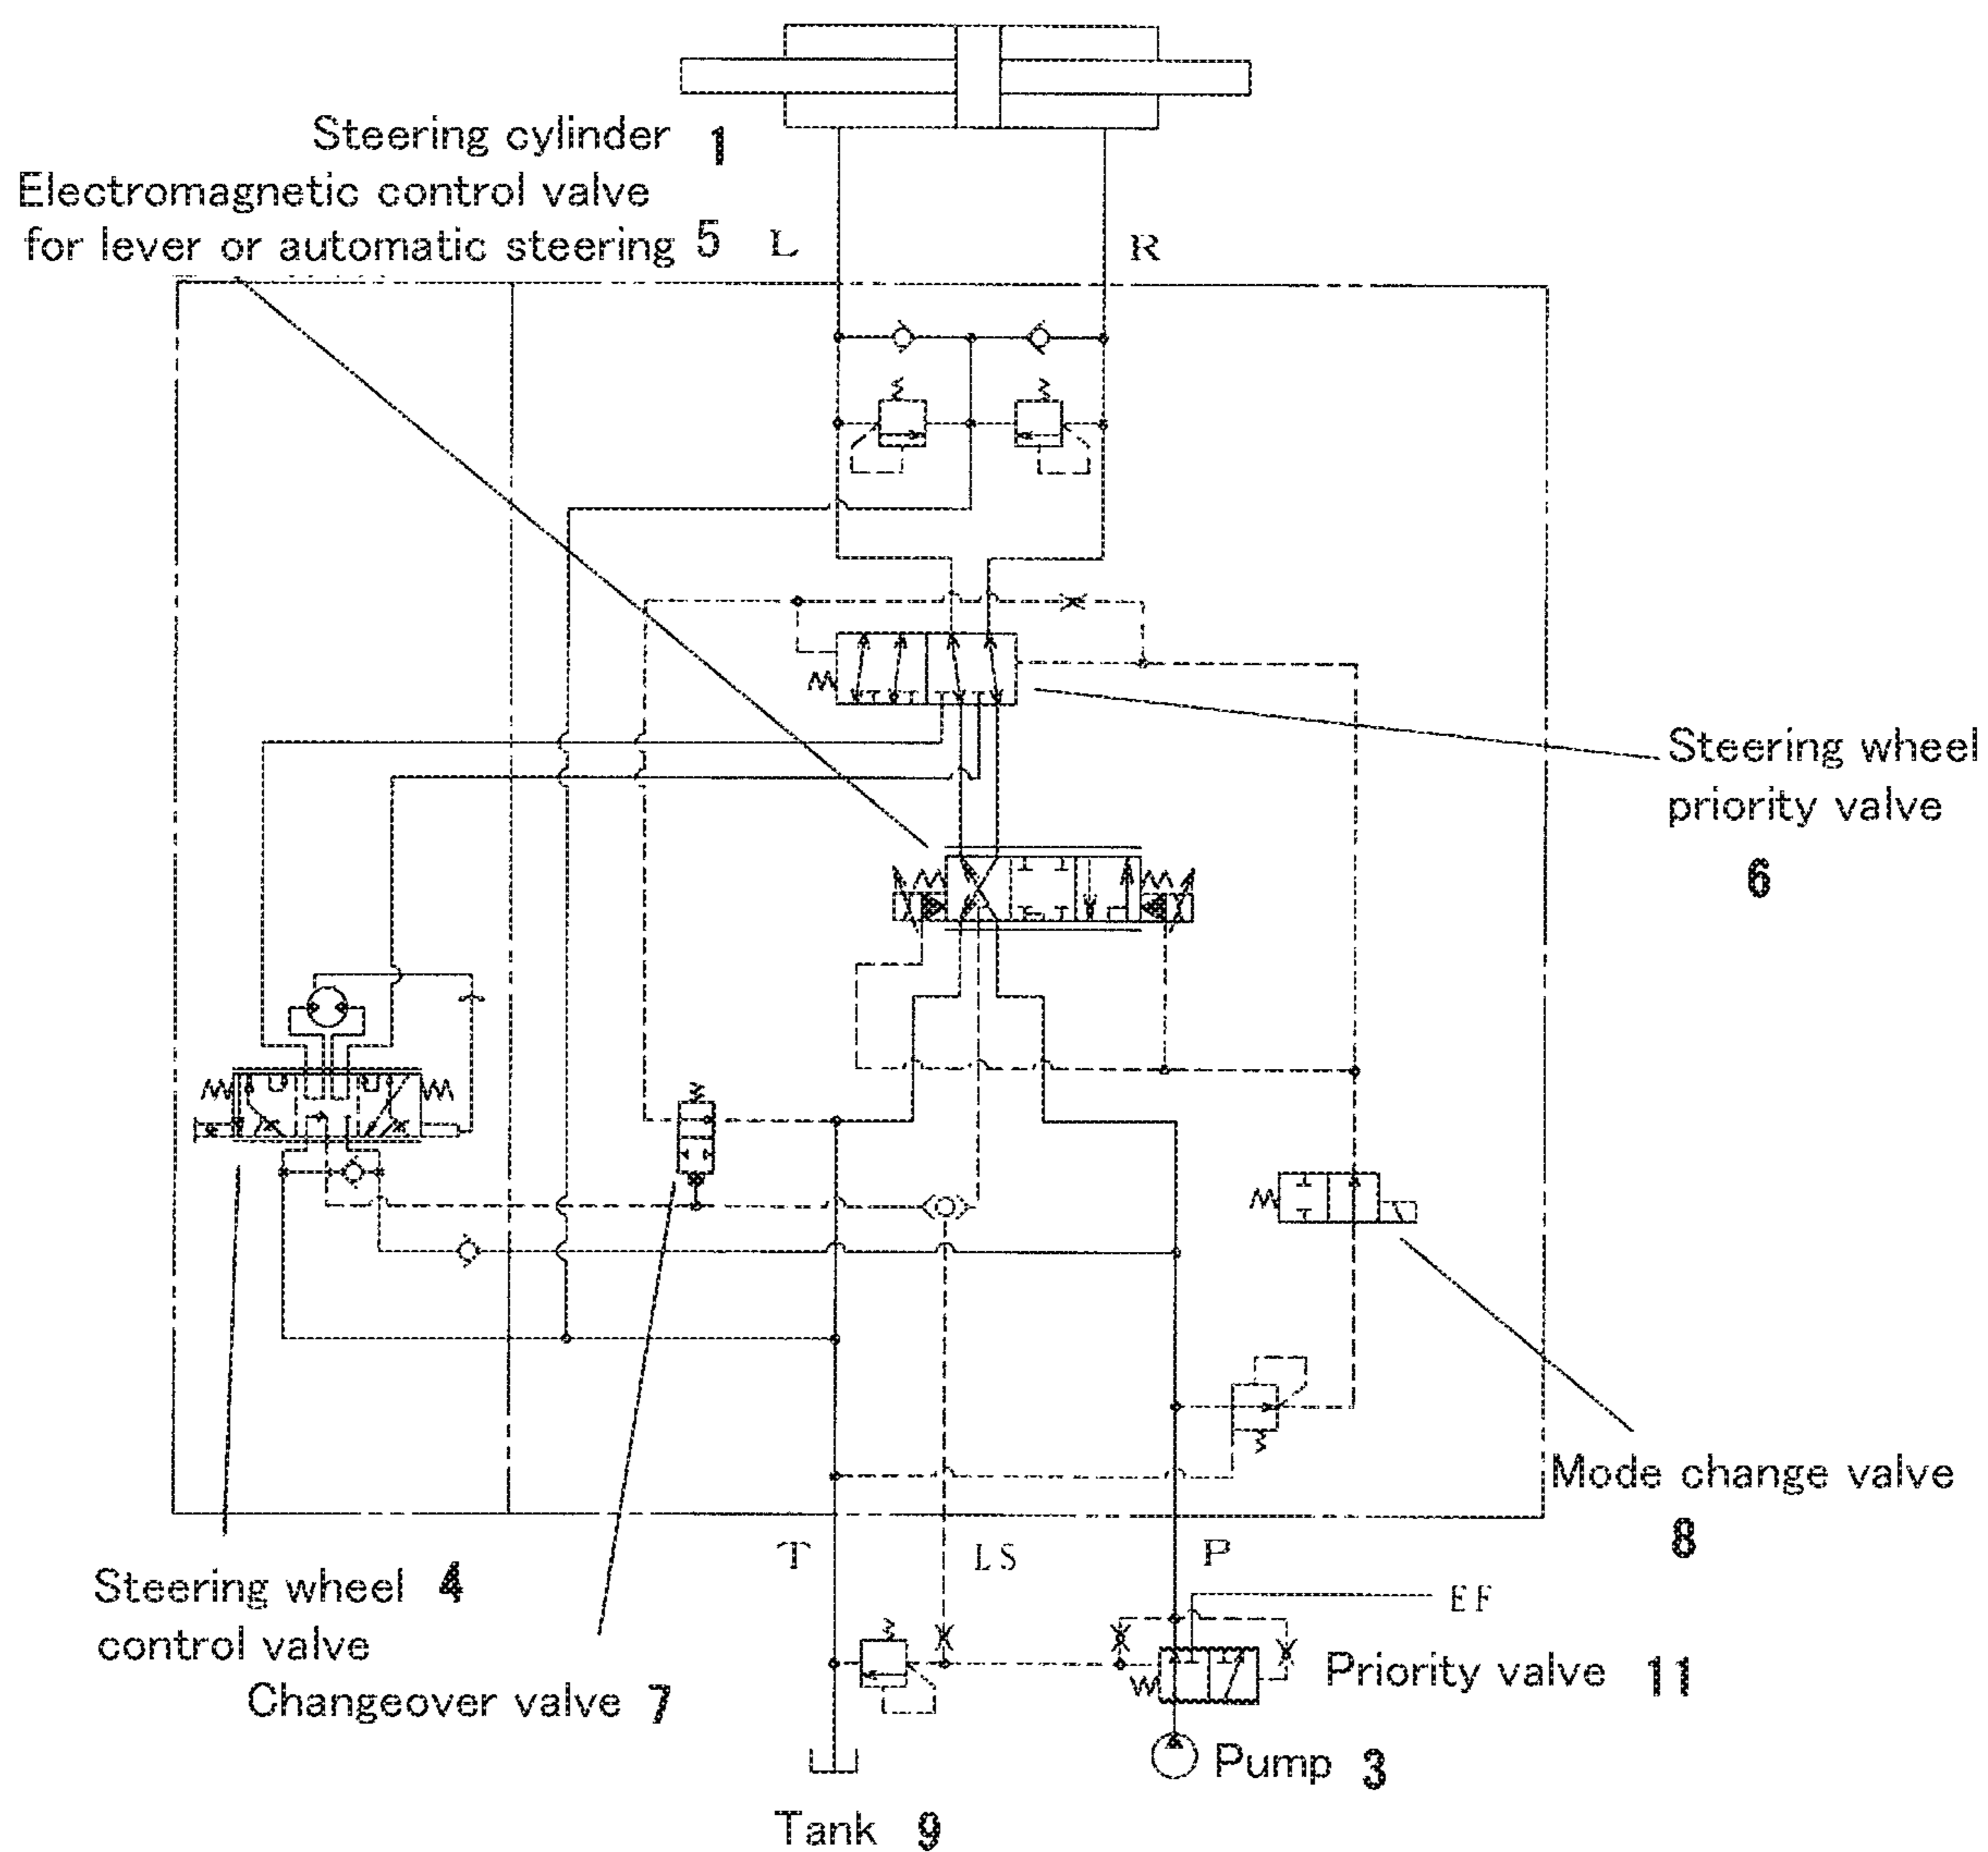 Steering cylinder 1
Electromagnetic control valve
for lever or automatic steering 5
L
R
Steering wheel
priority valve
6
Mode change valve
8
T
LS
P
EF
Steering wheel 4
control valve
Changeover valve 7
Priority valve 11
Pump 3
Tank 9